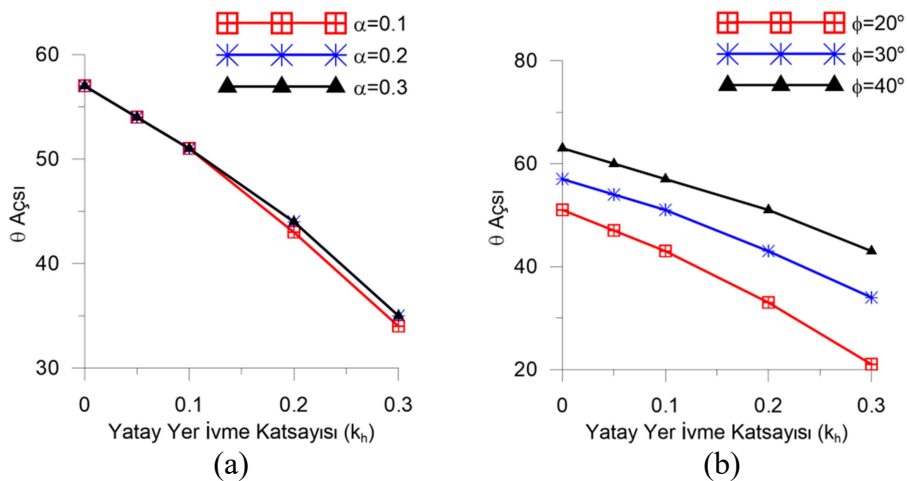 α=0.1
α=0.2
α=0.3
60
50
40
30
θ Açsı
0
0.1
0.2
0.3
Yatay Yer İvme Katsayısı (kₕ)
(a)
ϕ=20°
ϕ=30°
ϕ=40°
80
60
40
20
θ Açsı
0
0.1
0.2
0.3
Yatay Yer İvme Katsayısı (kₕ)
(b)